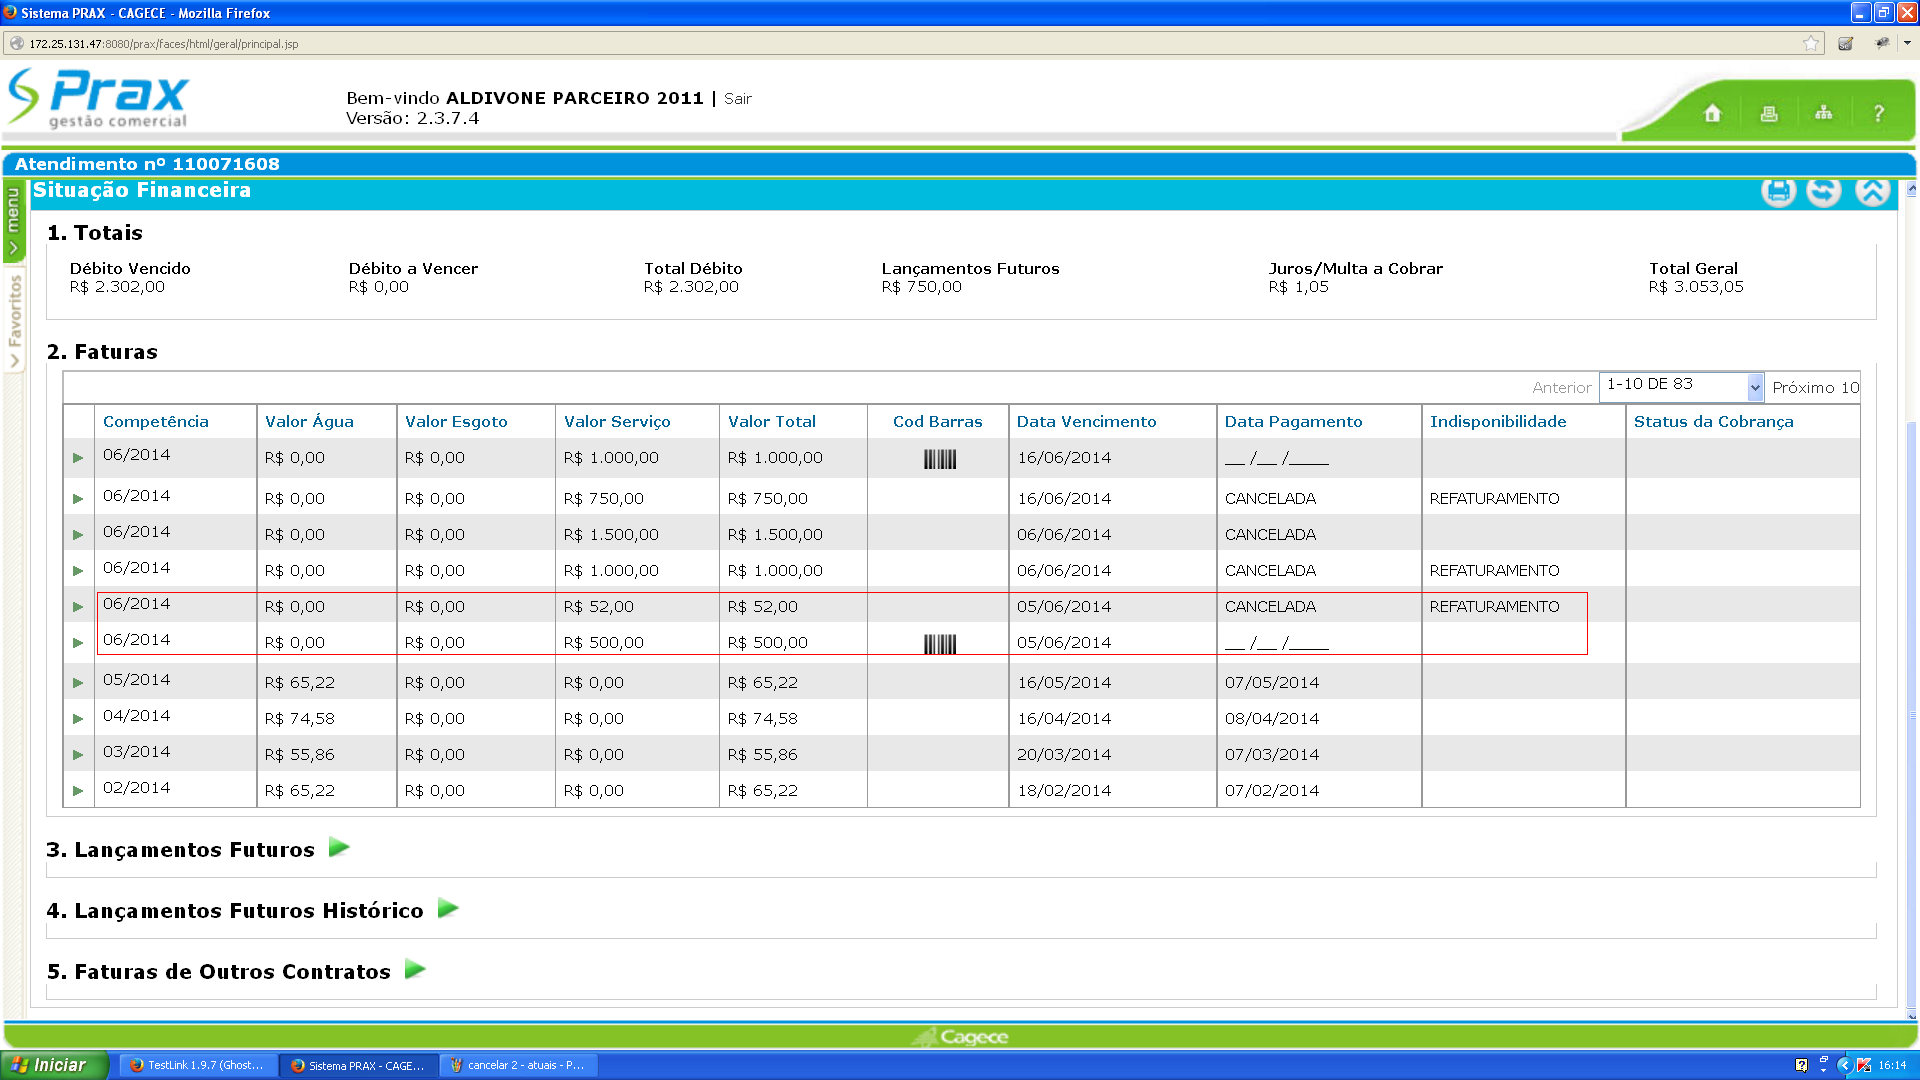 Sistema PRAX - CAGECE - Mozilla Firefox
172.25.131.47:8080/prax/faces/html/geral/principal.jsp
Prax
gestão comercial
Bem-vindo ALDIVONE PARCEIRO 2011 | Sair
Versão: 2.3.7.4
?
Atendimento nº 110071608
menu
Favoritos
Situação Financeira
1. Totais
Débito Vencido Débito a Vencer Total Débito Lançamentos Futuros Juros/Multa a Cobrar Total Geral
R$ 2.302,00 R$ 0,00 R$ 2.302,00 R$ 750,00 R$ 1,05 R$ 3.053,05
2. Faturas
Anterior 1-10 DE 83 Próximo 10
Competência Valor Água Valor Esgoto Valor Serviço Valor Total Cod Barras Data Vencimento Data Pagamento Indisponibilidade Status da Cobrança
06/2014 R$ 0,00 R$ 0,00 R$ 1.000,00 R$ 1.000,00 16/06/2014 __ /__ /____
06/2014 R$ 0,00 R$ 0,00 R$ 750,00 R$ 750,00 16/06/2014 CANCELADA REFATURAMENTO
06/2014 R$ 0,00 R$ 0,00 R$ 1.500,00 R$ 1.500,00 06/06/2014 CANCELADA
06/2014 R$ 0,00 R$ 0,00 R$ 1.000,00 R$ 1.000,00 06/06/2014 CANCELADA REFATURAMENTO
06/2014 R$ 0,00 R$ 0,00 R$ 52,00 R$ 52,00 05/06/2014 CANCELADA REFATURAMENTO
06/2014 R$ 0,00 R$ 0,00 R$ 500,00 R$ 500,00 05/06/2014 __ /__ /____
05/2014 R$ 65,22 R$ 0,00 R$ 0,00 R$ 65,22 16/05/2014 07/05/2014
04/2014 R$ 74,58 R$ 0,00 R$ 0,00 R$ 74,58 16/04/2014 08/04/2014
03/2014 R$ 55,86 R$ 0,00 R$ 0,00 R$ 55,86 20/03/2014 07/03/2014
02/2014 R$ 65,22 R$ 0,00 R$ 0,00 R$ 65,22 18/02/2014 07/02/2014
3. Lançamentos Futuros
4. Lançamentos Futuros Histórico
5. Faturas de Outros Contratos
Cagece
Iniciar TestLink 1.9.7 (Ghost... Sistema PRAX - CAGE... cancelar 2 - atuais - P... 16:14